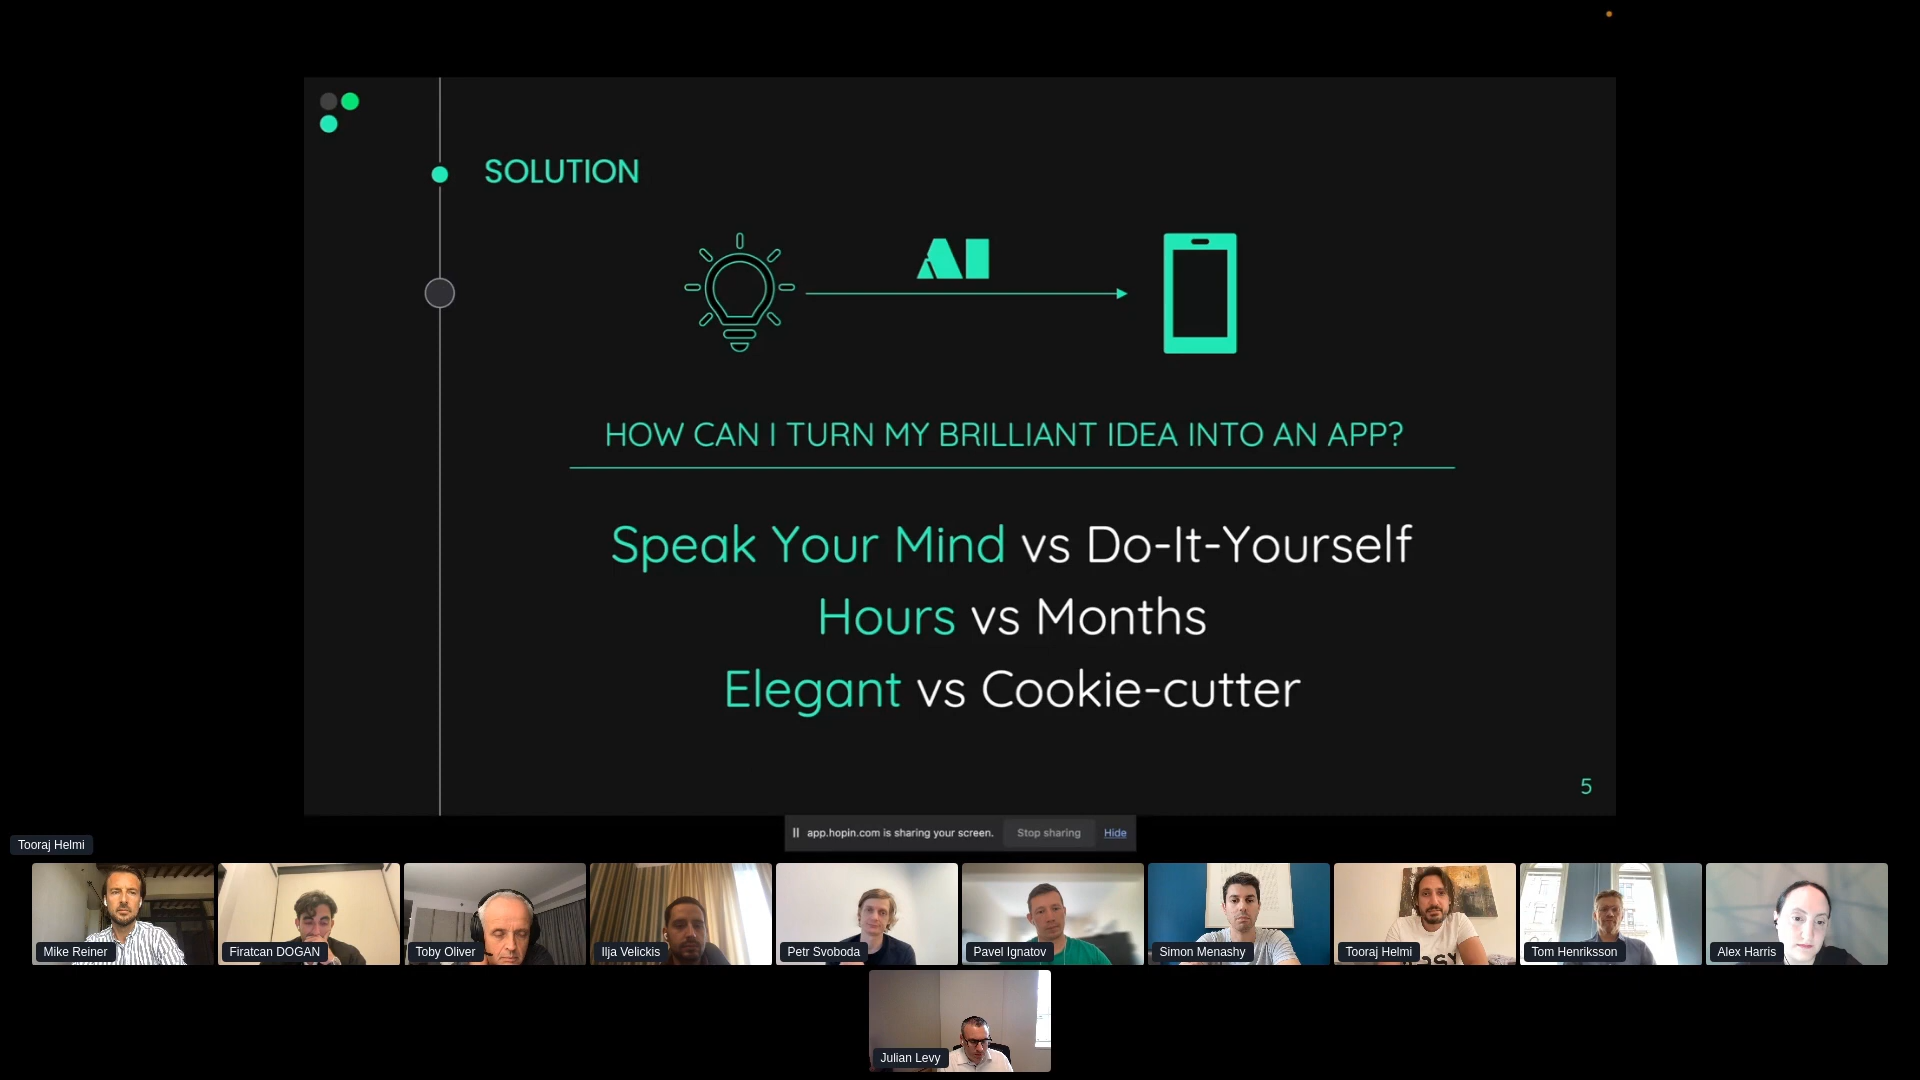 SOLUTION
AI
HOW CAN I TURN MY BRILLIANT IDEA INTO AN APP?
Speak Your Mind vs Do-It-Yourself
Hours vs Months
Elegant vs Cookie-cutter
5
app.hopin.com is sharing your screen. Stop sharing Hide
Tooraj Helmi
Mike Reiner
Firatcan DOGAN
Toby Oliver
Ilja Velickis
Petr Svoboda
Pavel Ignatov
Simon Menashy
Tooraj Helmi
Tom Henriksson
Alex Harris
Julian Levy